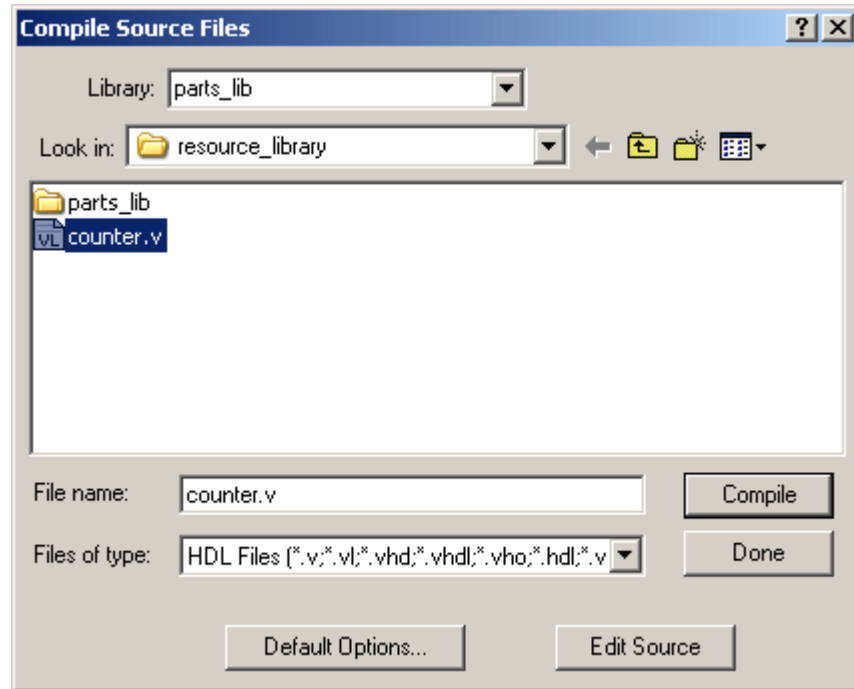 Compile Source Files
Library: parts_lib
Look in: resource_library
parts_lib
counter.v
File name: counter.v
Compile
Files of type: HDL Files (*.v;*.vl;*.vhd;*.vhdl;*.vho;*.hdl;*.v
Done
Default Options... Edit Source